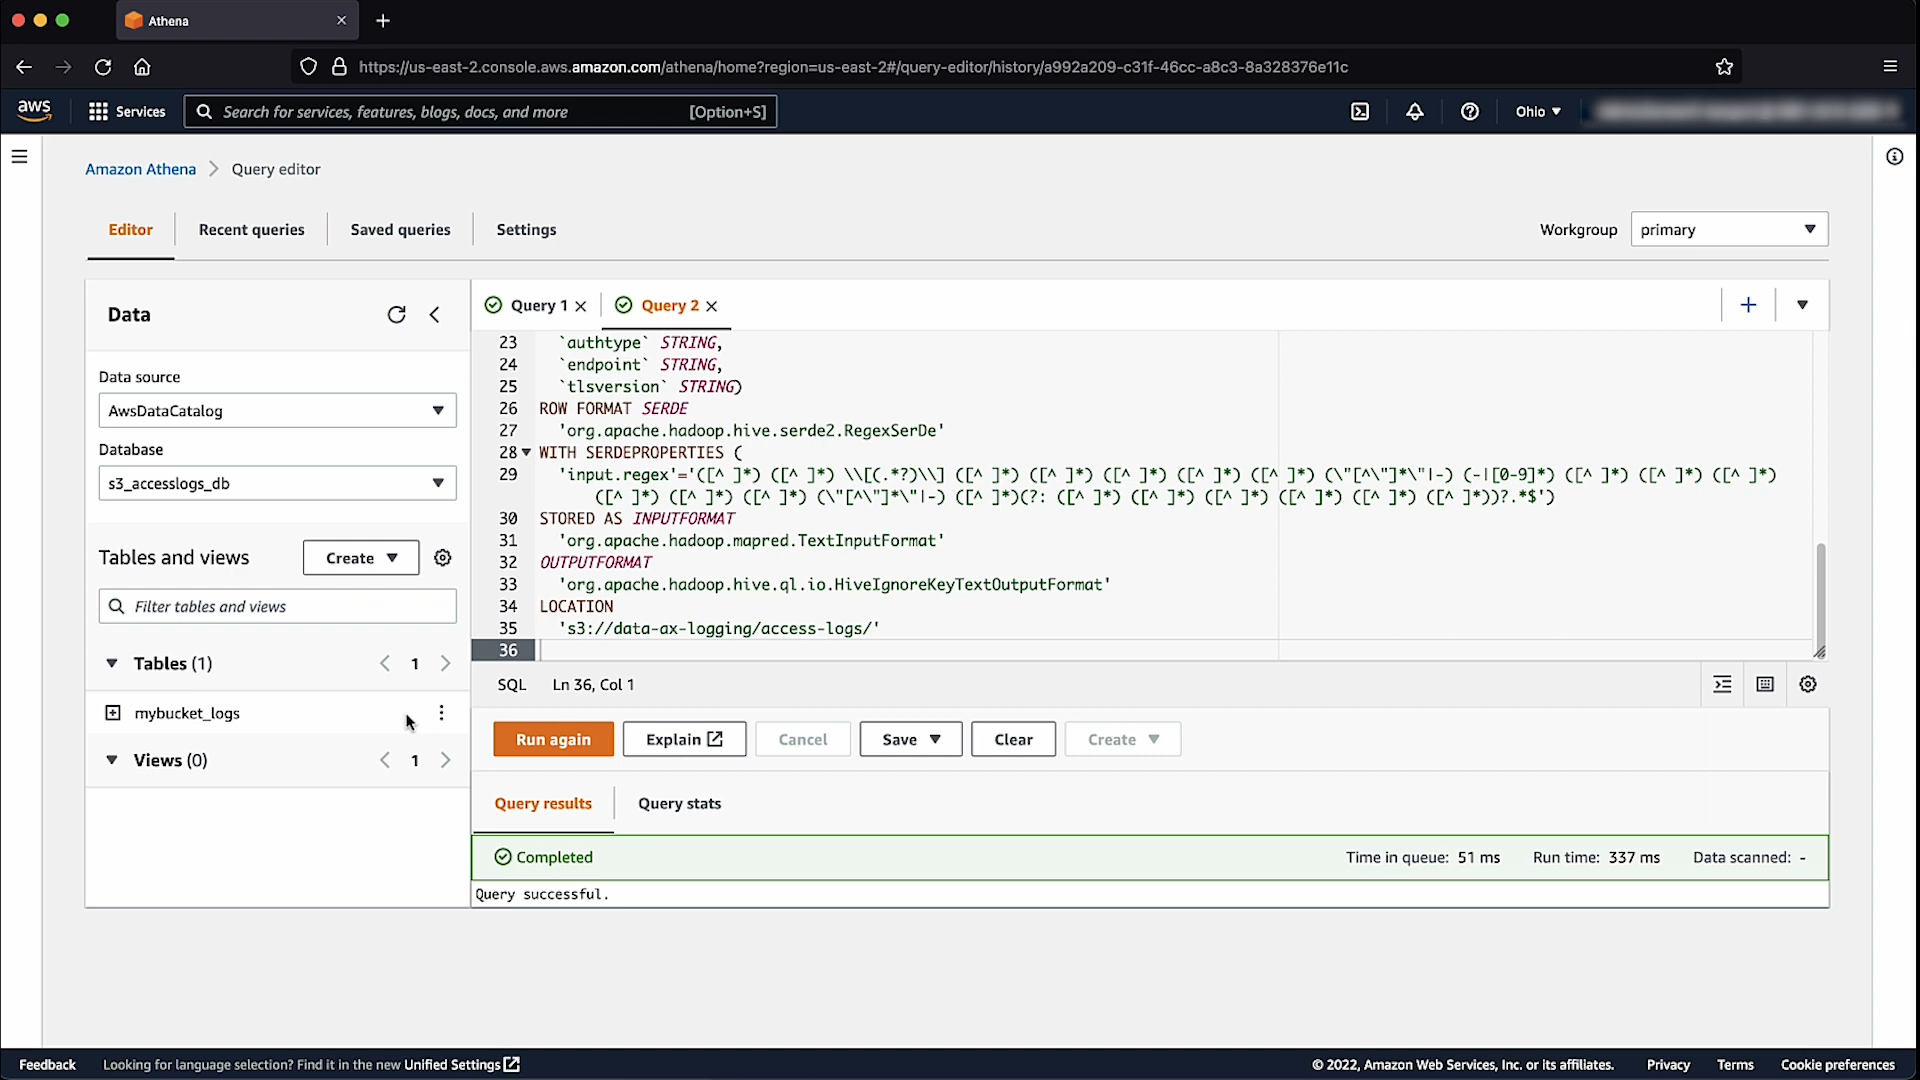 Athena
https://us-east-2.console.aws.amazon.com/athena/home?region=us-east-2#/query-editor/history/a992a209-c31f-46cc-a8c3-8a328376e11c
aws
Services
Search for services, features, blogs, docs, and more
[Option+S]
Ohio
Amazon Athena
Query editor
Editor
Recent queries
Saved queries
Settings
Workgroup
primary
Data
Data source
AwsDataCatalog
Database
s3_accesslogs_db
Tables and views
Create
Filter tables and views
Tables (1)
1
mybucket_logs
Views (0)
1
Query 1
Query 2
23 `authtype` STRING,
24 `endpoint` STRING,
25 `tlsversion` STRING)
26 ROW FORMAT SERDE
27 'org.apache.hadoop.hive.serde2.RegexSerDe'
28 WITH SERDEPROPERTIES (
29 'input.regex'='([^ ]*) ([^ ]*) \\[(.*?)\\] ([^ ]*) ([^ ]*) ([^ ]*) ([^ ]*) ([^ ]*) (\"[^\"]*\"|-) (-|[0-9]*) ([^ ]*) ([^ ]*) ([^ ]*)
([^ ]*) ([^ ]*) ([^ ]*) (\"[^\"]*\"|-) ([^ ]*)(?: ([^ ]*) ([^ ]*) ([^ ]*) ([^ ]*) ([^ ]*) ([^ ]*))?.*$')
30 STORED AS INPUTFORMAT
31 'org.apache.hadoop.mapred.TextInputFormat'
32 OUTPUTFORMAT
33 'org.apache.hadoop.hive.ql.io.HiveIgnoreKeyTextOutputFormat'
34 LOCATION
35 's3://data-ax-logging/access-logs/'
36
SQL
Ln 36, Col 1
Run again
Explain
Cancel
Save
Clear
Create
Query results
Query stats
Completed
Time in queue: 51 ms
Run time: 337 ms
Data scanned: -
Query successful.
Feedback
Looking for language selection? Find it in the new Unified Settings
© 2022, Amazon Web Services, Inc. or its affiliates.
Privacy
Terms
Cookie preferences